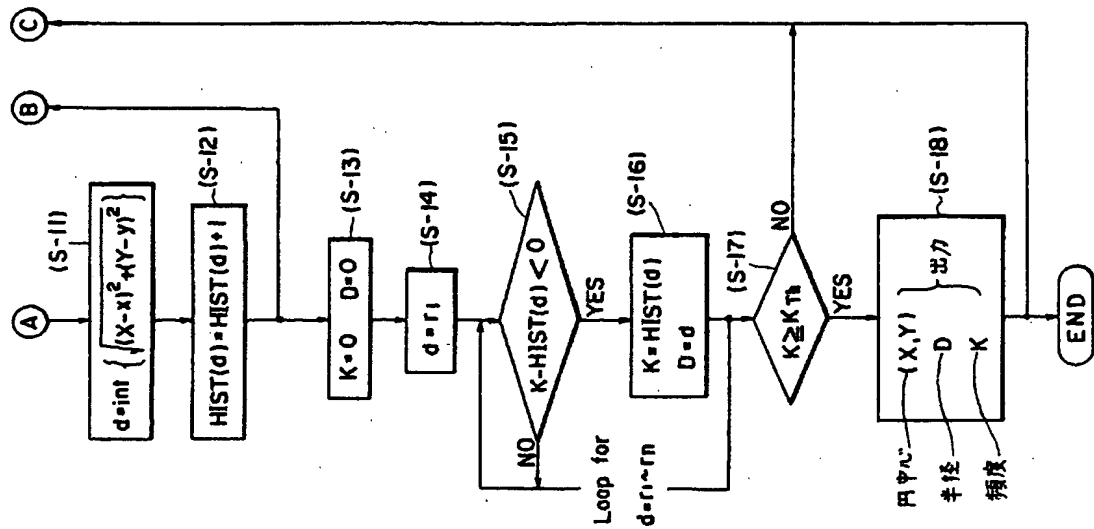 A
B
C
(S-11)
d=int{√(X-x)²+(Y-y)²}
(S-12)
HIST(d)=HIST(d)+1
(S-13)
K=0 D=0
(S-14)
d=r1
(S-15)
K-HIST(d)<0
NO
YES
(S-16)
K=HIST(d)
D=d
Loop for
d=r1~rn
(S-17)
K≧KTh
NO
YES
(S-18)
円中心 (X,Y)
半径 D
頻度 K
出力
END